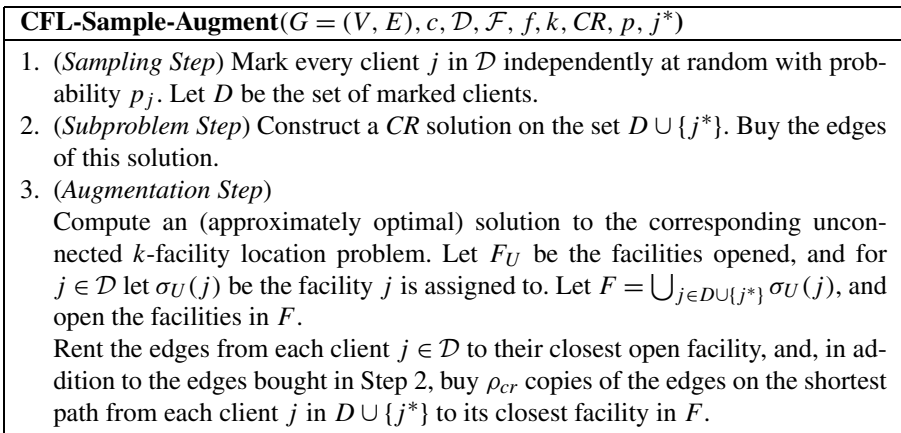 CFL-Sample-Augment(G = (V, E), c, 𝒟, ℱ, f, k, CR, p, j*)
1. (Sampling Step) Mark every client j in 𝒟 independently at random with prob-
ability p_j. Let D be the set of marked clients.
2. (Subproblem Step) Construct a CR solution on the set D ∪ {j*}. Buy the edges
of this solution.
3. (Augmentation Step)
Compute an (approximately optimal) solution to the corresponding uncon-
nected k-facility location problem. Let F_U be the facilities opened, and for
j ∈ 𝒟 let σ_U(j) be the facility j is assigned to. Let F = ⋃_{j∈D∪{j*}} σ_U(j), and
open the facilities in F.
Rent the edges from each client j ∈ 𝒟 to their closest open facility, and, in ad-
dition to the edges bought in Step 2, buy ρ_cr copies of the edges on the shortest
path from each client j in D ∪ {j*} to its closest facility in F.